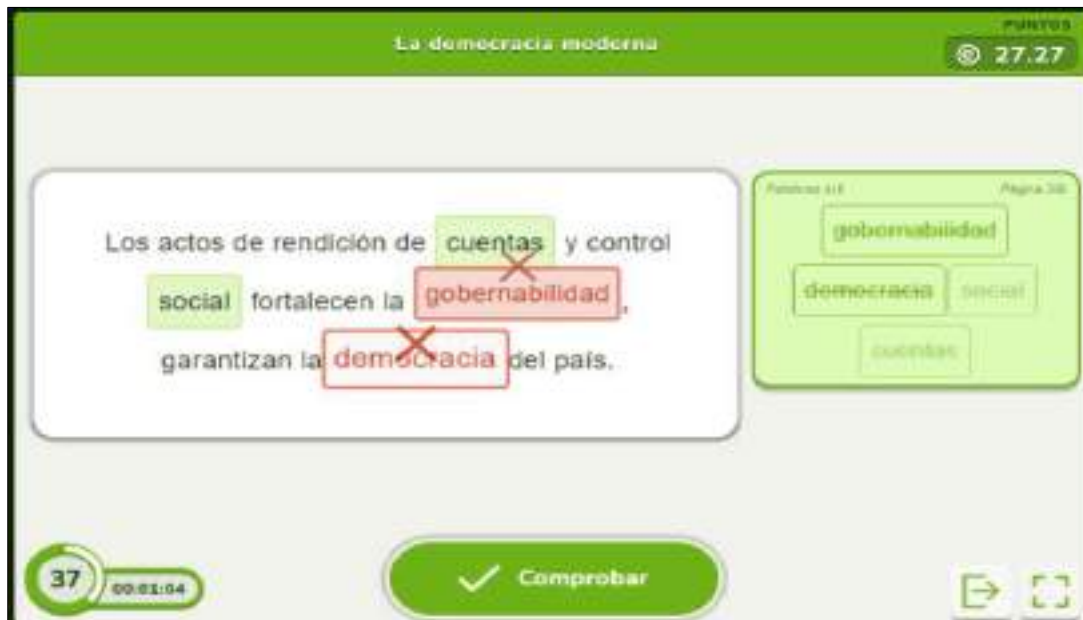 La democracia moderna
PUNTOS
27.27
Los actos de rendición de cuentas y control
social fortalecen la gobernabilidad,
garantizan la democracia del país.
gobernabilidad
democracia social
cuentas
37
00:01:04
Comprobar